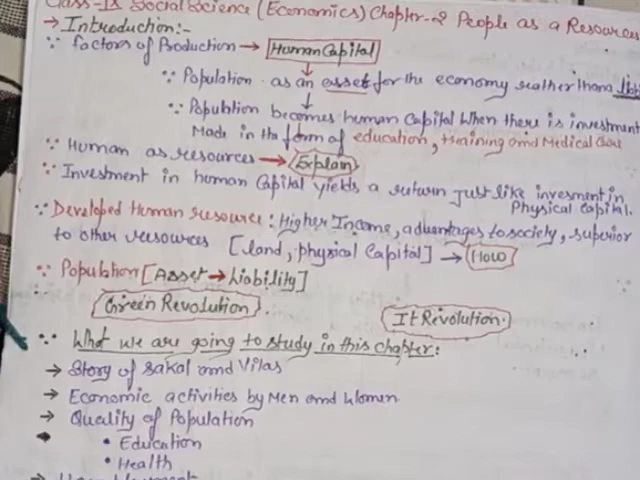 Class-IX Social Science (Economics) Chapter-2 People as a Resources
→ Introduction:-
∵ Factors of Production → Human Capital
∵ Population as an asset for the economy rather than a
∵ Population becomes human Capital When there is investment
Made in the form of education, training and Medical Care
∵ Human as resources → Explain
∵ Investment in human Capital yields a return Just like invesment in
Physical Capital.
∵ Developed Human resource: Higher Income, advantages to society, superior
to other resources [land, physical Capital] → How
∵ Population [Asset → Liability]
Green Revolution
It Revolution
∵ What we are going to study in this chapter:
→ Story of Sakal and Vilas
→ Economic activities by Men and Women
→ Quality of Population
• Education
• Health